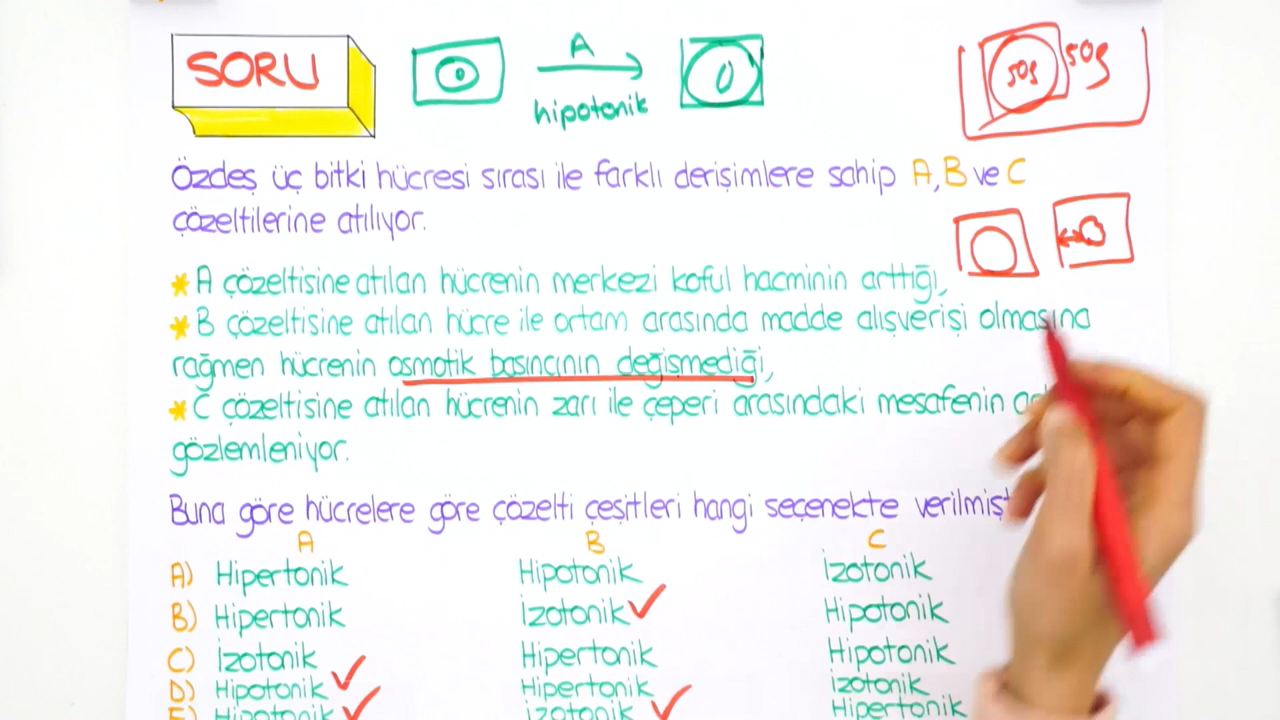 SORU
A
hipotonik
50g 50g
Özdeş üç bitki hücresi sırası ile farklı derişimlere sahip A, B ve C
çözeltilerine atılıyor.
* A çözeltisine atılan hücrenin merkezi koful hacminin arttığı,
* B çözeltisine atılan hücre ile ortam arasında madde alışverişi olmasına
rağmen hücrenin osmotik basıncının değişmediği,
* C çözeltisine atılan hücrenin zarı ile çeperi arasındaki mesafenin
gözlemleniyor.
Buna göre hücrelere göre çözelti çeşitleri hangi seçenekte
A B C
A) Hipertonik Hipotonik İzotonik
B) Hipertonik İzotonik Hipotonik
C) İzotonik Hipertonik Hipotonik
D) Hipotonik Hipertonik İzotonik
E) Hipotonik İzotonik Hipertonik